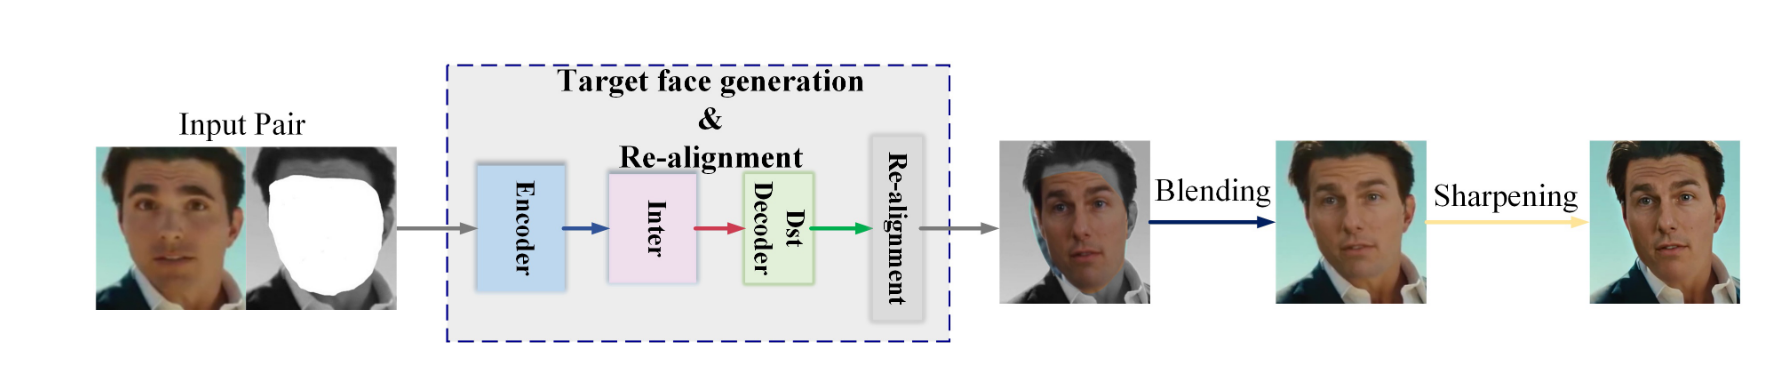 Input Pair
Target face generation
&
Re-alignment
Encoder
Inter
Dst
Decoder
Re-alignment
Blending
Sharpening